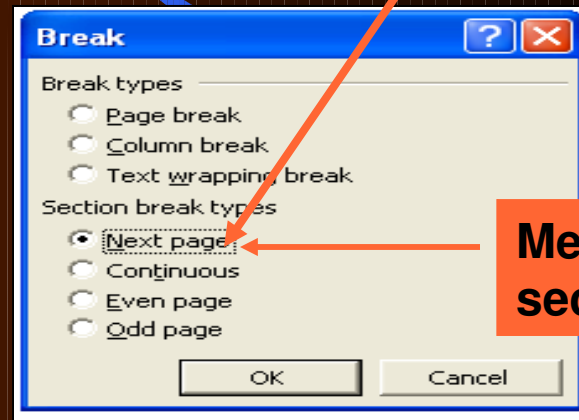 Break
Break types
Page break
Column break
Text wrapping break
Section break types
Next page
Continuous
Even page
Odd page
OK Cancel